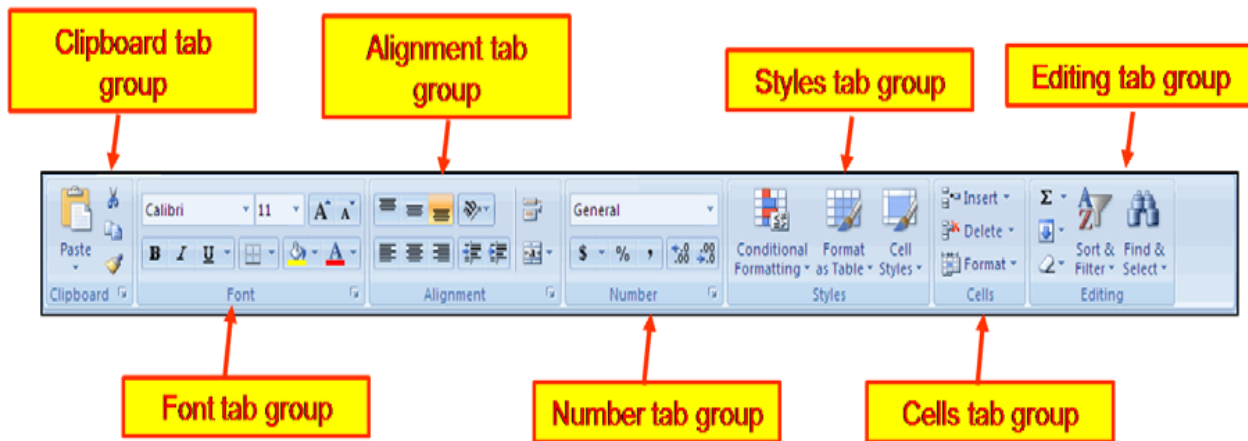 Clipboard tab
group
Alignment tab
group
Styles tab group
Editing tab group
Calibri 11 A A
General
Σ
Insert
Delete
Format
Paste
B I U A
$ % , .00 .00
Conditional
Formatting
Format
as Table
Cell
Styles
Sort &
Filter
Find &
Select
Clipboard
Font
Alignment
Number
Styles
Cells
Editing
Font tab group
Number tab group
Cells tab group